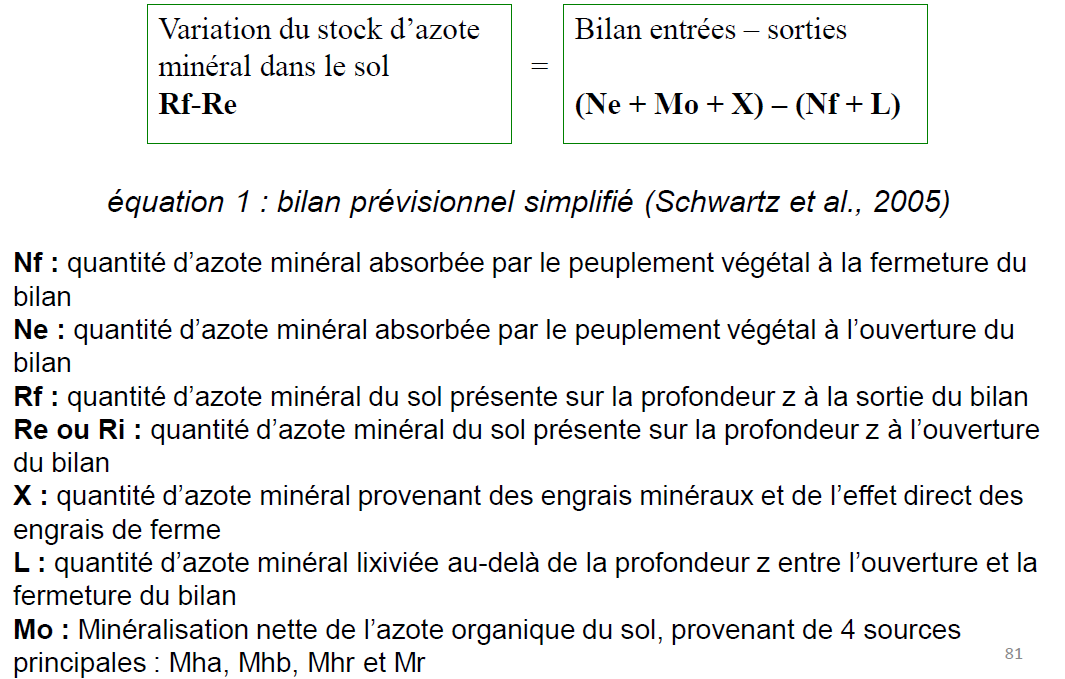 Variation du stock d’azote
minéral dans le sol
Rf-Re
=
Bilan entrées – sorties
(Ne + Mo + X) – (Nf + L)
équation 1 : bilan prévisionnel simplifié (Schwartz et al., 2005)
Nf : quantité d’azote minéral absorbée par le peuplement végétal à la fermeture du
bilan
Ne : quantité d’azote minéral absorbée par le peuplement végétal à l’ouverture du
bilan
Rf : quantité d’azote minéral du sol présente sur la profondeur z à la sortie du bilan
Re ou Ri : quantité d’azote minéral du sol présente sur la profondeur z à l’ouverture
du bilan
X : quantité d’azote minéral provenant des engrais minéraux et de l’effet direct des
engrais de ferme
L : quantité d’azote minéral lixiviée au-delà de la profondeur z entre l’ouverture et la
fermeture du bilan
Mo : Minéralisation nette de l’azote organique du sol, provenant de 4 sources
principales : Mha, Mhb, Mhr et Mr
81